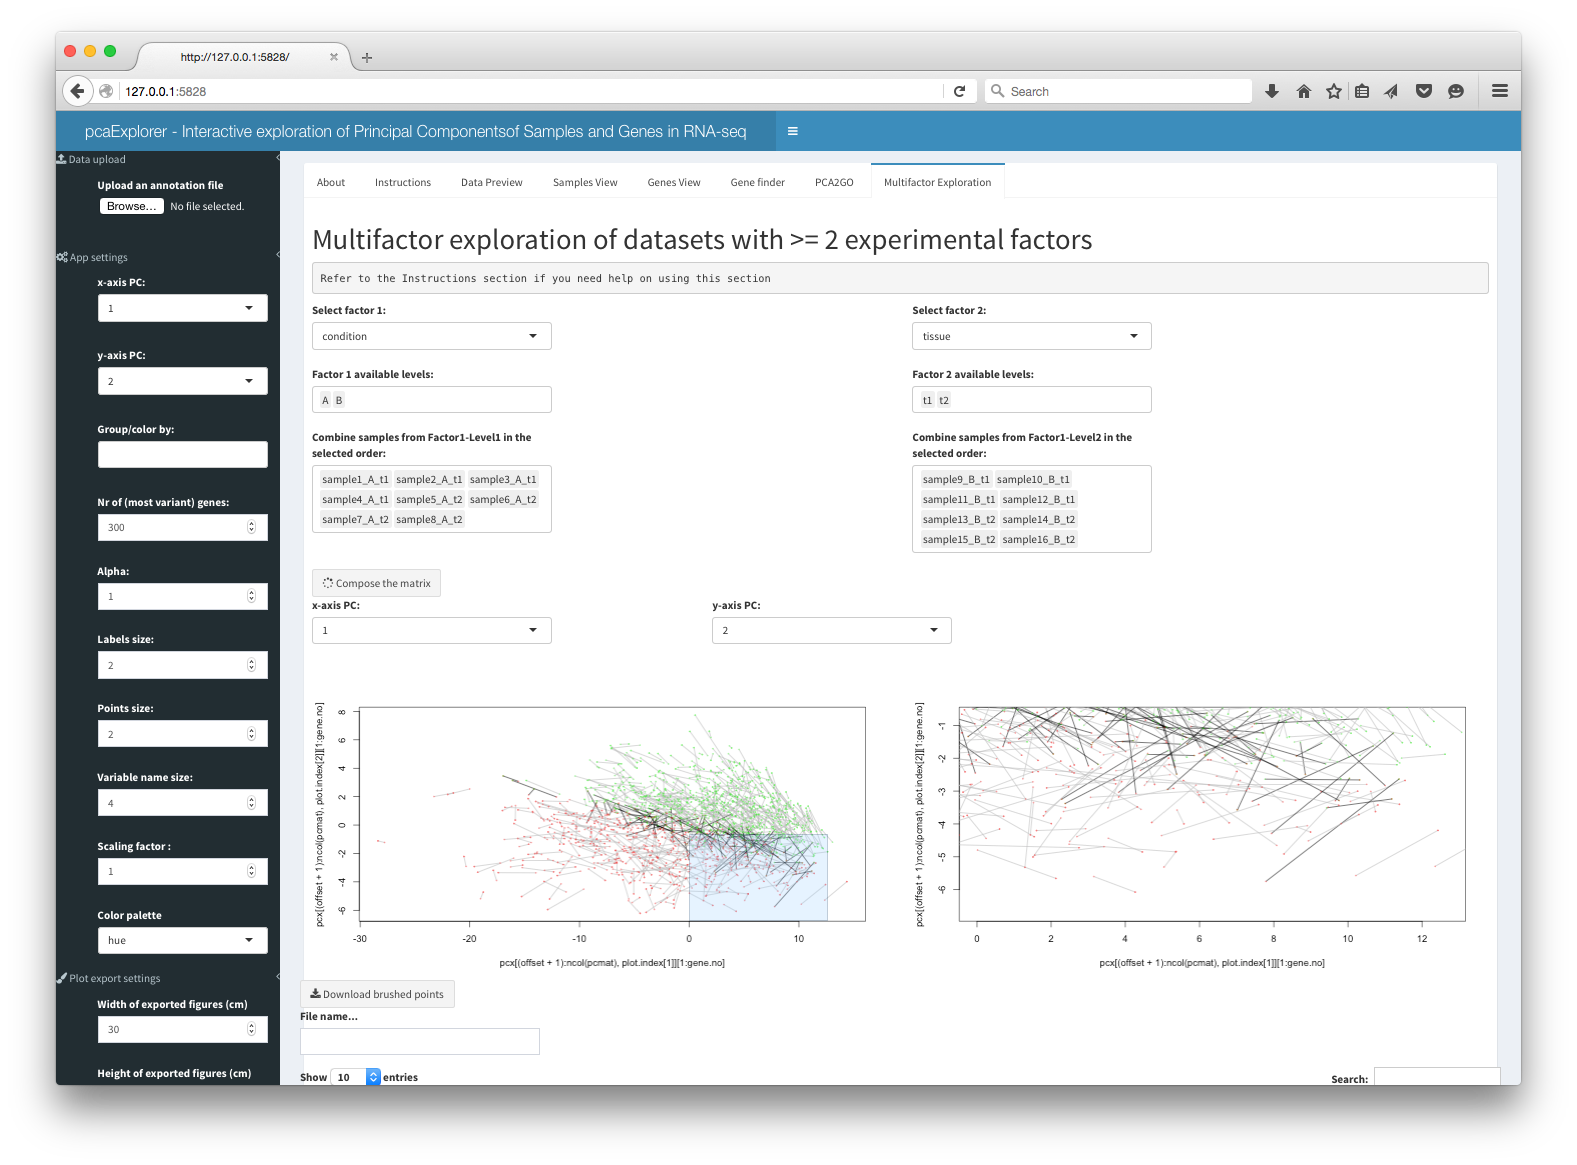 http://127.0.0.1:5828/
127.0.0.1:5828
Search
pcaExplorer - Interactive exploration of Principal Componentsof Samples and Genes in RNA-seq
Data upload
Upload an annotation file
Browse... No file selected.
App settings
x-axis PC:
1
y-axis PC:
2
Group/color by:
Nr of (most variant) genes:
300
Alpha:
1
Labels size:
2
Points size:
2
Variable name size:
4
Scaling factor :
1
Color palette
hue
Plot export settings
Width of exported figures (cm)
30
Height of exported figures (cm)
About Instructions Data Preview Samples View Genes View Gene finder PCA2GO Multifactor Exploration
Multifactor exploration of datasets with >= 2 experimental factors
Refer to the Instructions section if you need help on using this section
Select factor 1:
condition
Select factor 2:
tissue
Factor 1 available levels:
A B
Factor 2 available levels:
t1 t2
Combine samples from Factor1-Level1 in the
selected order:
sample1_A_t1 sample2_A_t1 sample3_A_t1
sample4_A_t1 sample5_A_t2 sample6_A_t2
sample7_A_t2 sample8_A_t2
Combine samples from Factor1-Level2 in the
selected order:
sample9_B_t1 sample10_B_t1
sample11_B_t1 sample12_B_t1
sample13_B_t2 sample14_B_t2
sample15_B_t2 sample16_B_t2
Compose the matrix
x-axis PC:
1
y-axis PC:
2
pcx[(offset + 1):ncol(pcmat), plot.index[2]][1:gene.no]
8
6
4
2
0
-2
-4
-6
-30 -20 -10 0 10
pcx[(offset + 1):ncol(pcmat), plot.index[1]][1:gene.no]
pcx[(offset + 1):ncol(pcmat), plot.index[2]][1:gene.no]
-1
-2
-3
-4
-5
-6
0 2 4 6 8 10 12
pcx[(offset + 1):ncol(pcmat), plot.index[1]][1:gene.no]
Download brushed points
File name...
Show 10 entries
Search: